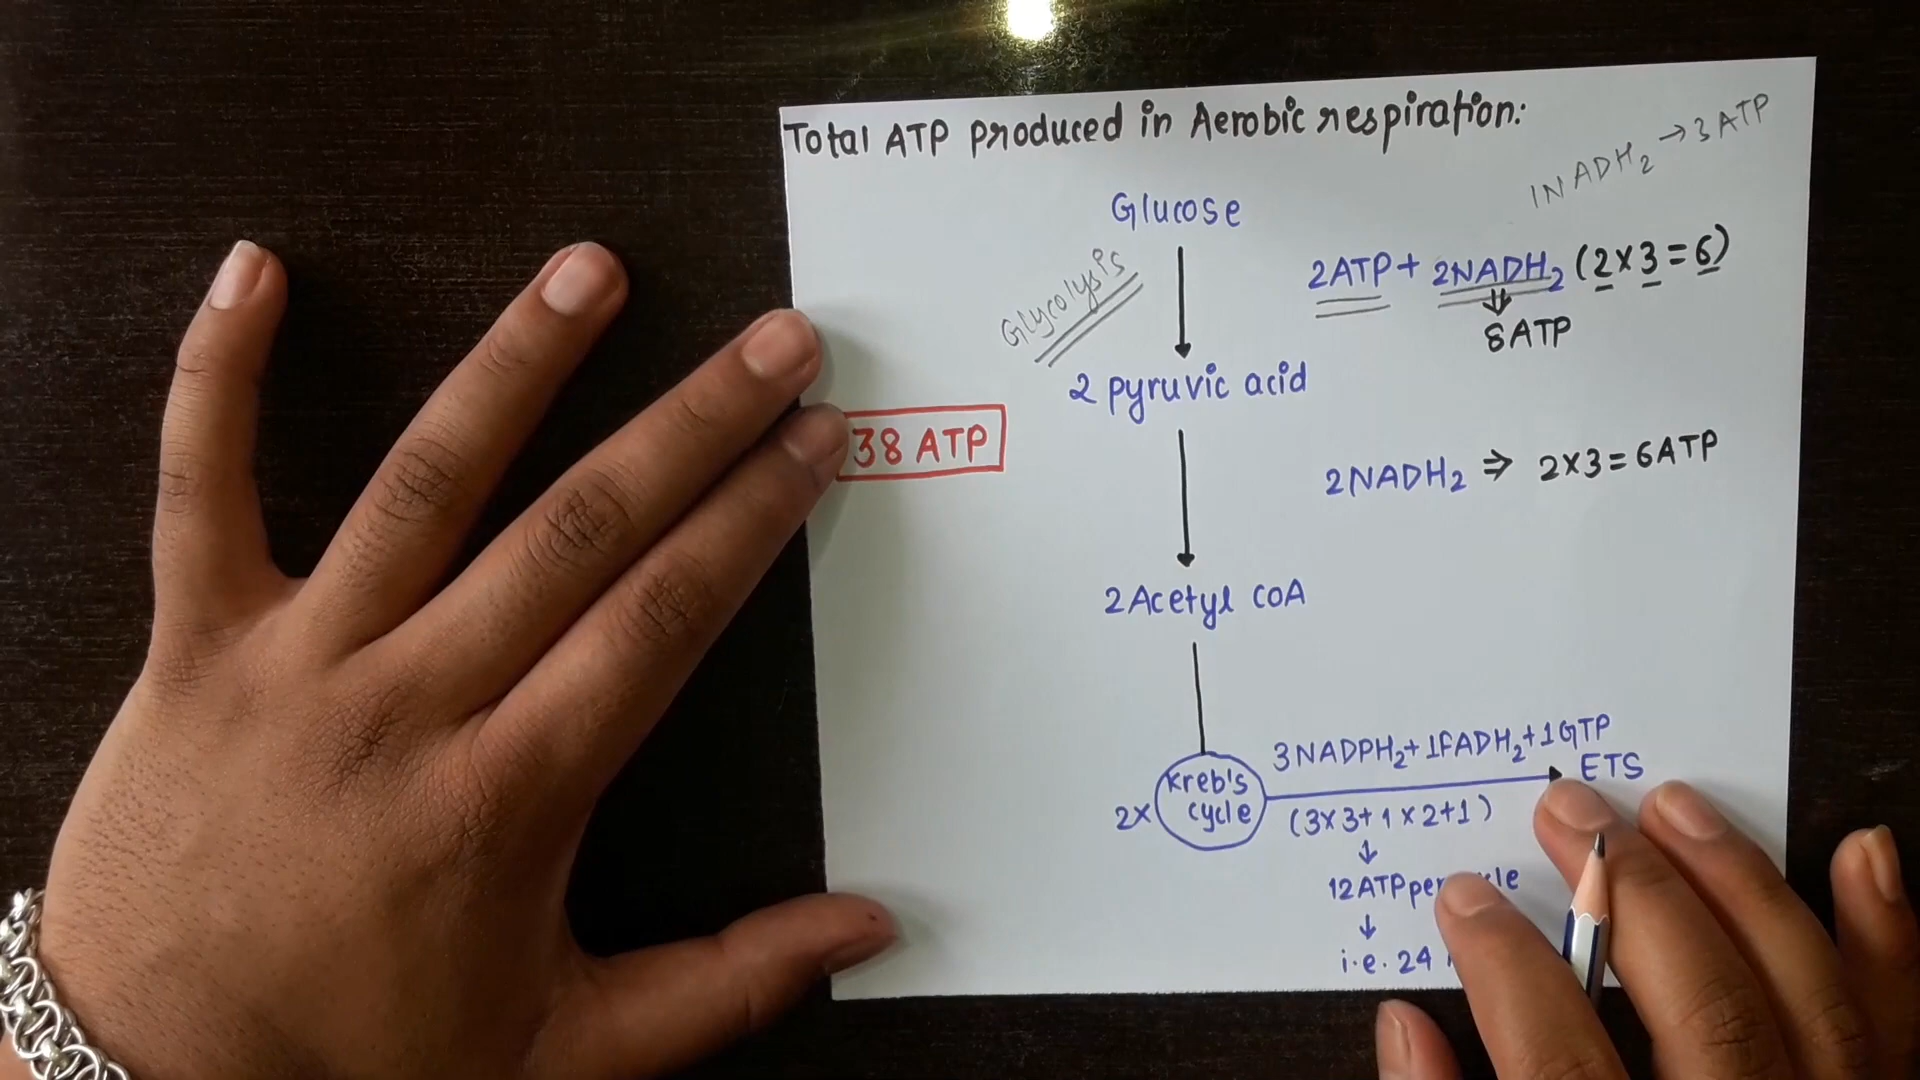 Total ATP produced in Aerobic respiration:
1NADH2 → 3ATP
Glucose
Glycolysis
2ATP + 2NADH2 (2x3=6)
⇓
8ATP
2 pyruvic acid
38 ATP
2NADH2 ⇒ 2x3=6ATP
2Acetyl COA
3NADPH2+1FADH2+1GTP
ETS
2x Kreb's cycle
(3x3+1x2+1)
↓
12ATP
↓
i.e. 24